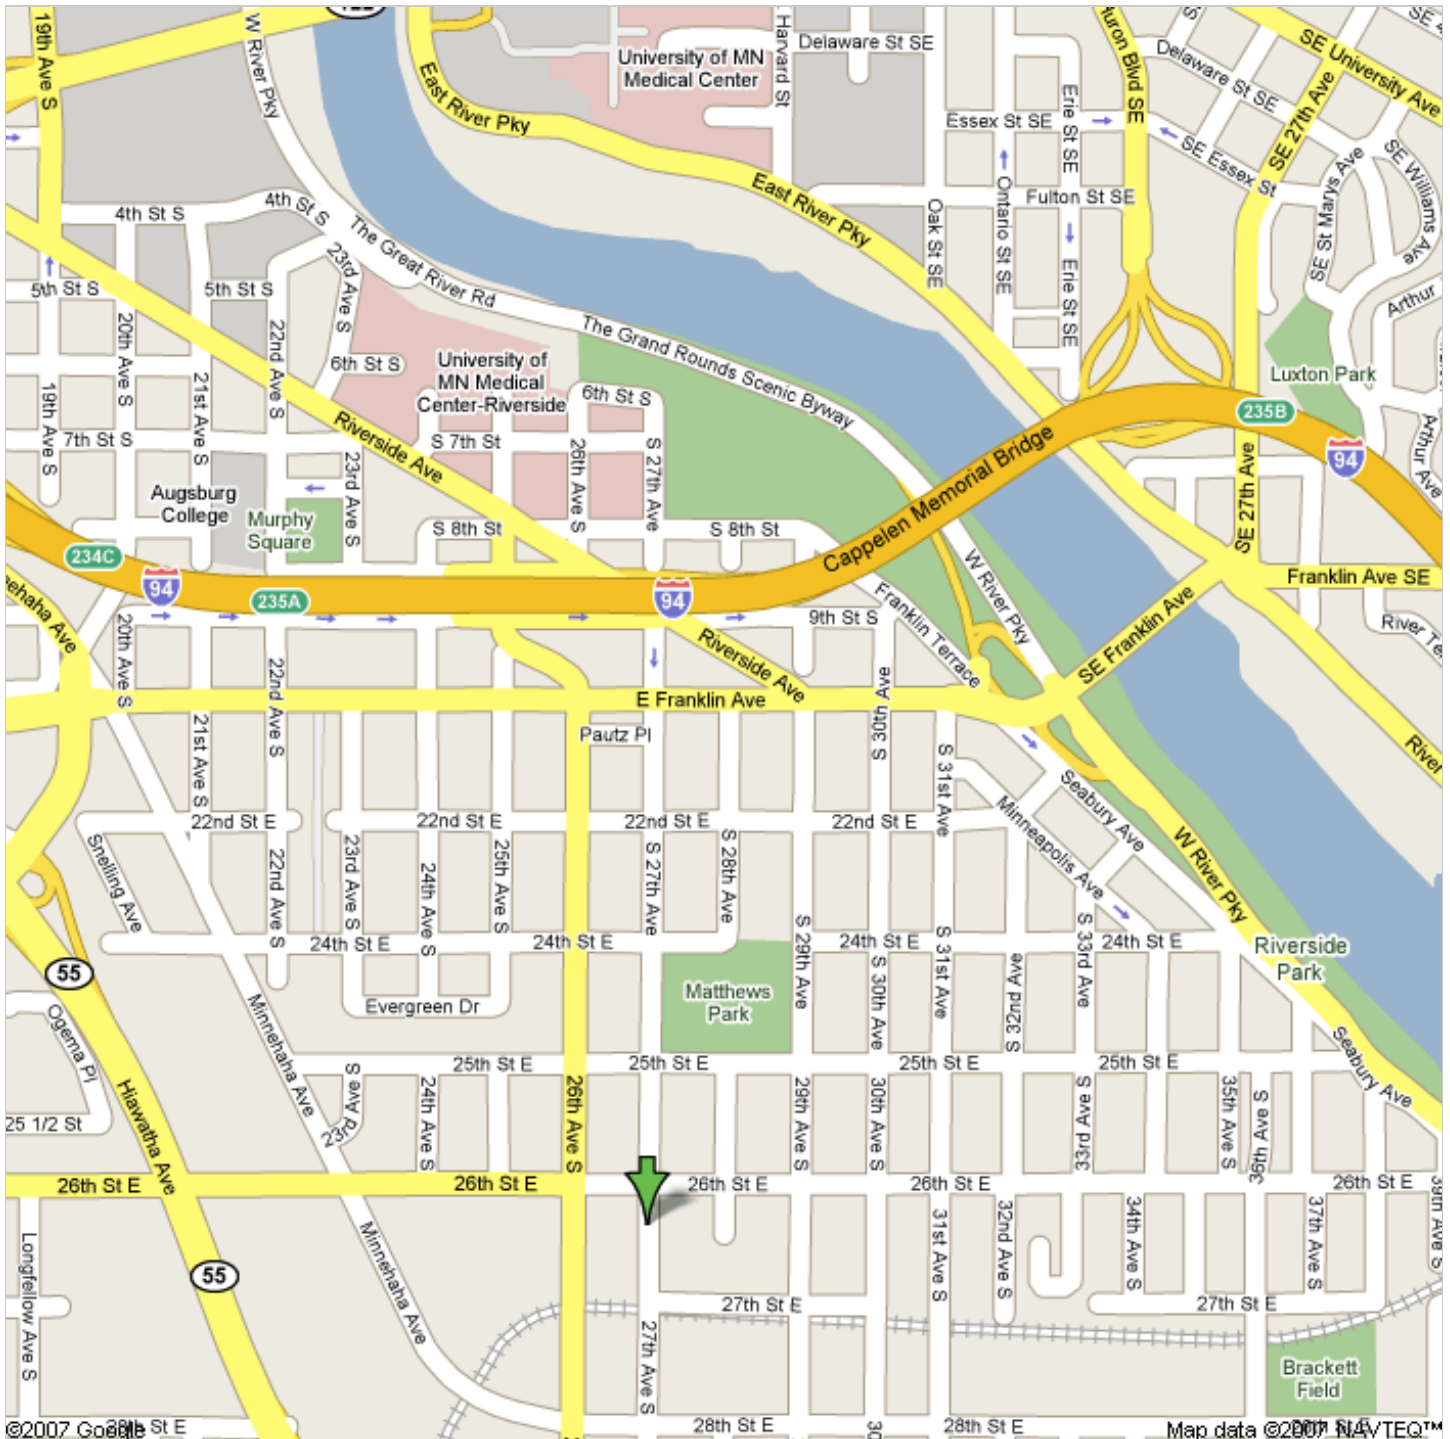 19th Ave S
W River Pky
East River Pky
University of MN
Medical Center
Harvard St
Delaware St SE
Huron Blvd SE
Delaware St SE
SE University Ave
SE 27th Ave
Essex St SE
Erie St SE
SE Essex St
SE Williams Ave
SE St Marys Ave
4th St S
4th St S
The Great River Rd
East River Pky
Oak St SE
Ontario St SE
Fulton St SE
Erie St SE
5th St S
5th St S
23rd Ave S
20th Ave S
22nd Ave S
6th St S
University of
MN Medical
Center-Riverside
The Grand Rounds Scenic Byway
6th St S
Luxton Park
Arthur
Arthur Ave
235B
94
19th Ave S
21st Ave S
7th St S
Riverside Ave
S 7th St
26th Ave S
S 27th Ave
23rd Ave S
Augsburg
College
Murphy
Square
S 8th St
S 8th St
Cappelen Memorial Bridge
SE 27th Ave
234C
94
235A
94
Franklin Ave SE
W River Pky
Franklin Terrace
9th St S
SE Franklin Ave
River
20th Ave S
22nd Ave S
Riverside Ave
E Franklin Ave
S 30th Ave
Pautz Pl
21st Ave S
S 31st Ave
River
22nd St E
22nd St E
22nd St E
22nd St E
Minneapolis Ave
Seabury Ave
W River Pky
Snelling Ave
22nd Ave S
23rd Ave S
24th Ave S
25th Ave S
S 27th Ave
S 28th Ave
24th St E
24th St E
S 29th Ave
24th St E
S 30th Ave
S 31st Ave
S 32nd Ave
S 33rd Ave
24th St E
Riverside
Park
55
Evergreen Dr
Matthews
Park
Ogema Pl
Minnehaha Ave
Seabury Ave
25th St E
25th St E
25th St E
25th St E
Hiawatha Ave
23rd Ave S
24th Ave S
26th Ave S
29th Ave S
30th Ave S
33rd Ave S
35th Ave S
36th Ave S
25 1/2 St
26th St E
26th St E
26th St E
26th St E
26th St E
39th Ave S
Longfellow Ave S
55
Minnehaha Ave
31st Ave S
32nd Ave S
34th Ave S
37th Ave S
27th St E
27th St E
27th Ave S
Brackett
Field
©2007 Google
28th St E
28th St E
Map data ©2007 NAVTEQ™